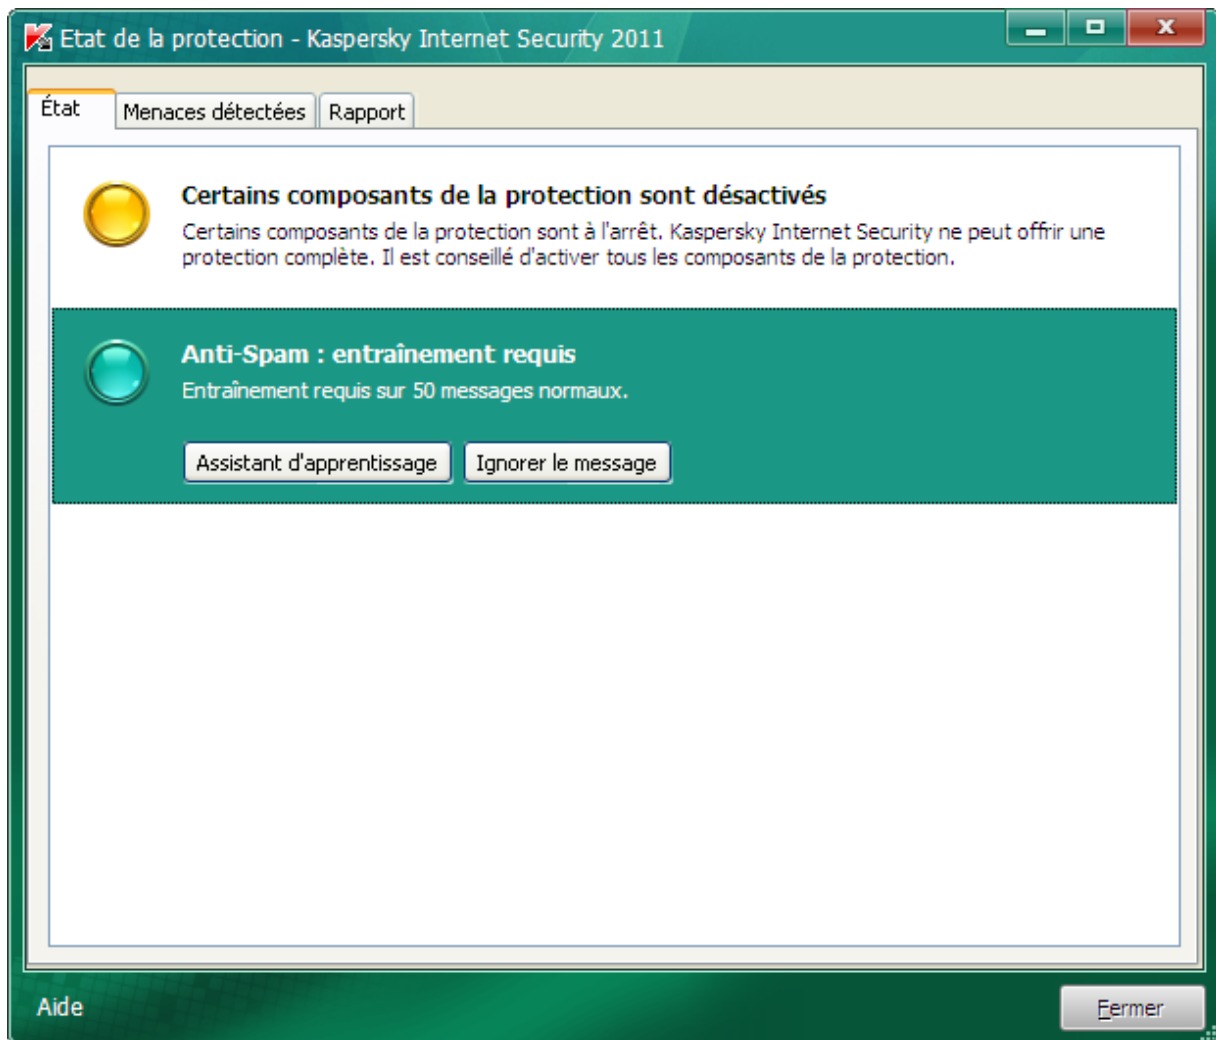 Etat de la protection - Kaspersky Internet Security 2011
État
Menaces détectées
Rapport
Certains composants de la protection sont désactivés
Certains composants de la protection sont à l'arrêt. Kaspersky Internet Security ne peut offrir une
protection complète. Il est conseillé d'activer tous les composants de la protection.
Anti-Spam : entraînement requis
Entraînement requis sur 50 messages normaux.
Assistant d'apprentissage
Ignorer le message
Aide
Fermer